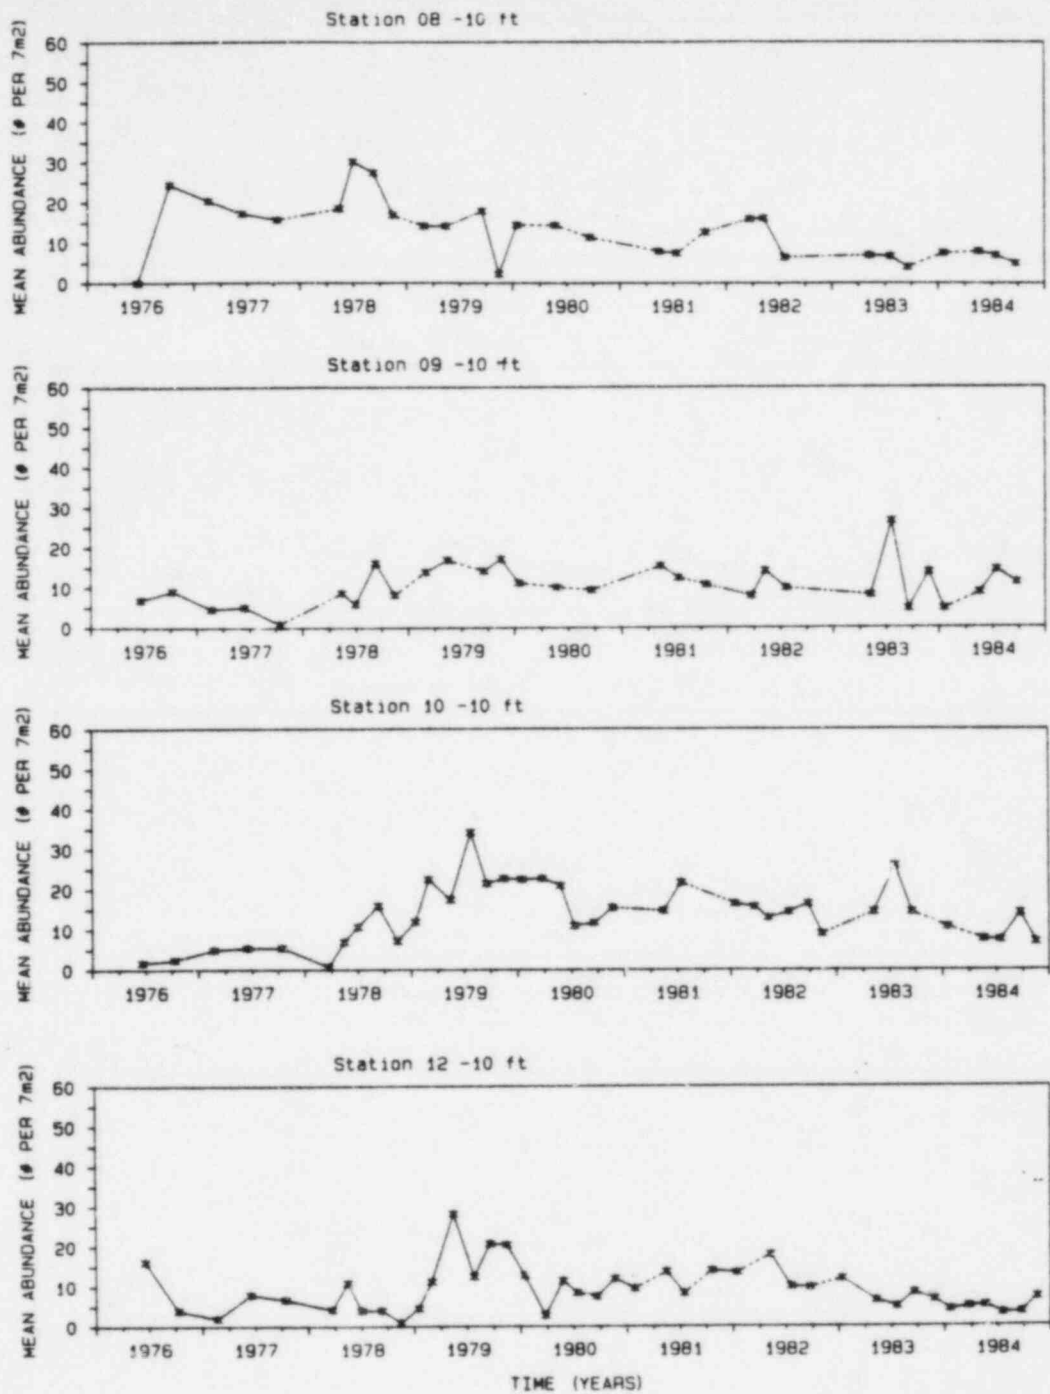 Station 08 -10 ft
MEAN ABUNDANCE (# PER 7m2)
60
50
40
30
20
10
0
1976 1977 1978 1979 1980 1981 1982 1983 1984
Station 09 -10 ft
MEAN ABUNDANCE (# PER 7m2)
60
50
40
30
20
10
0
1976 1977 1978 1979 1980 1981 1982 1983 1984
Station 10 -10 ft
MEAN ABUNDANCE (# PER 7m2)
60
50
40
30
20
10
0
1976 1977 1978 1979 1980 1981 1982 1983 1984
Station 12 -10 ft
MEAN ABUNDANCE (# PER 7m2)
60
50
40
30
20
10
0
1976 1977 1978 1979 1980 1981 1982 1983 1984
TIME (YEARS)